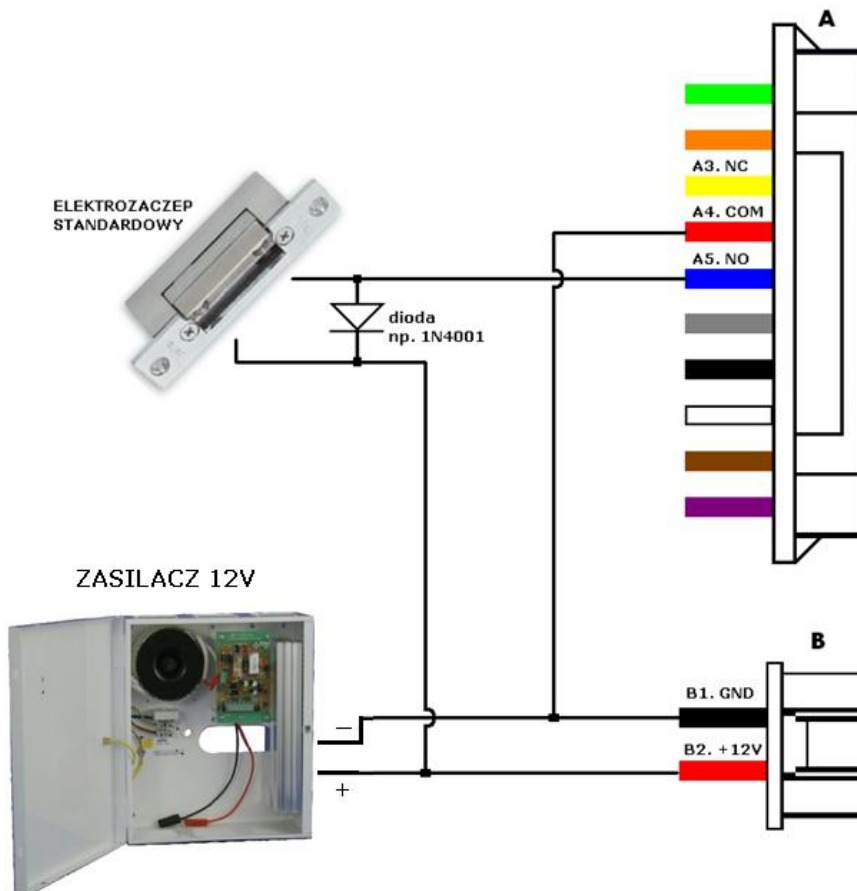 A
A3. NC
A4. COM
A5. NO
ELEKTROZACZEP
STANDARDOWY
dioda
np. 1N4001
ZASILACZ 12V
B
B1. GND
B2. +12V
−
+